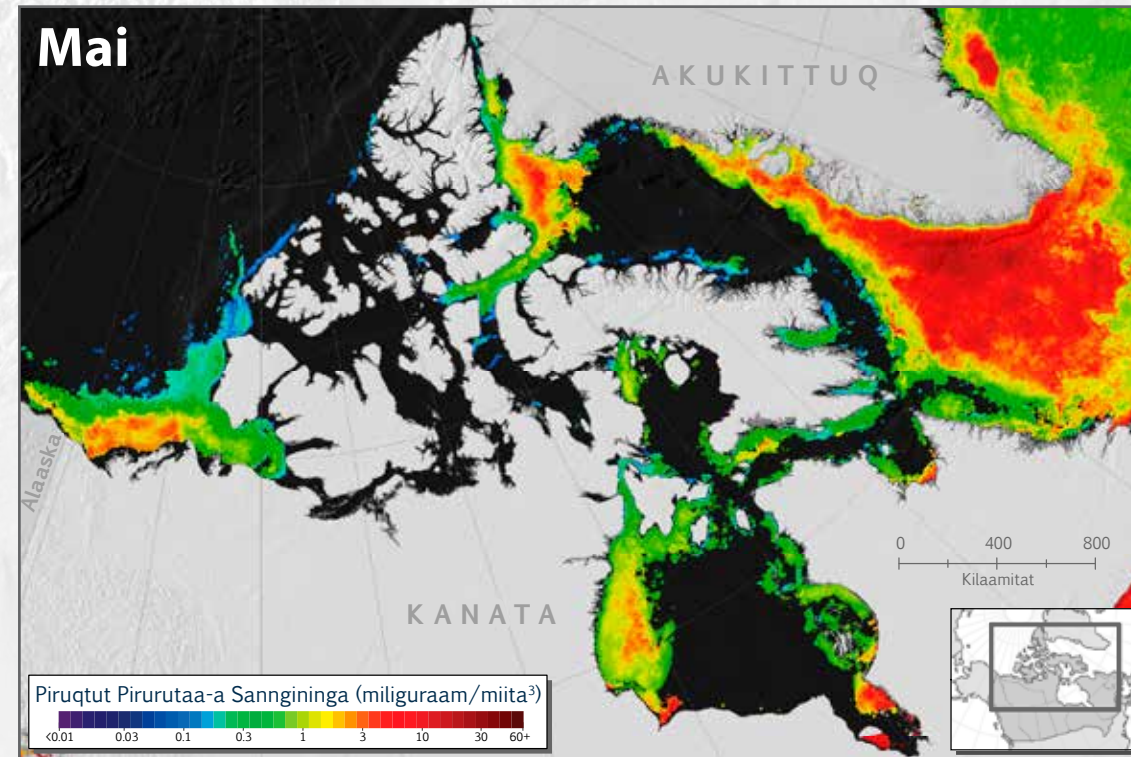 Mai
AKUKITTUQ
Alaaska
KANATA
0 400 800
Kilaamitat
Piruqtut Pirurutaa-a Sanngininga (miliguraam/miita³)
<0.01 0.03 0.1 0.3 1 3 10 30 60+